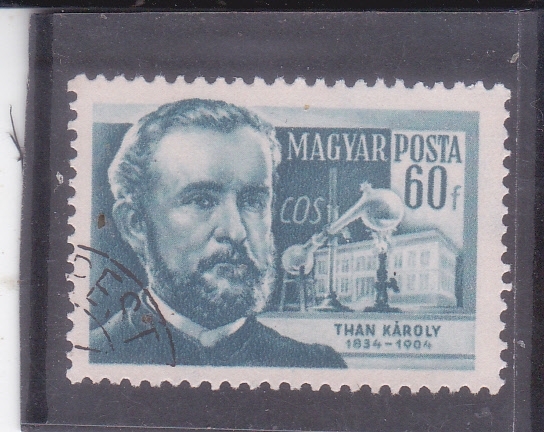 MAGYAR POSTA
60f
COS
THAN KÁROLY
1834-1904